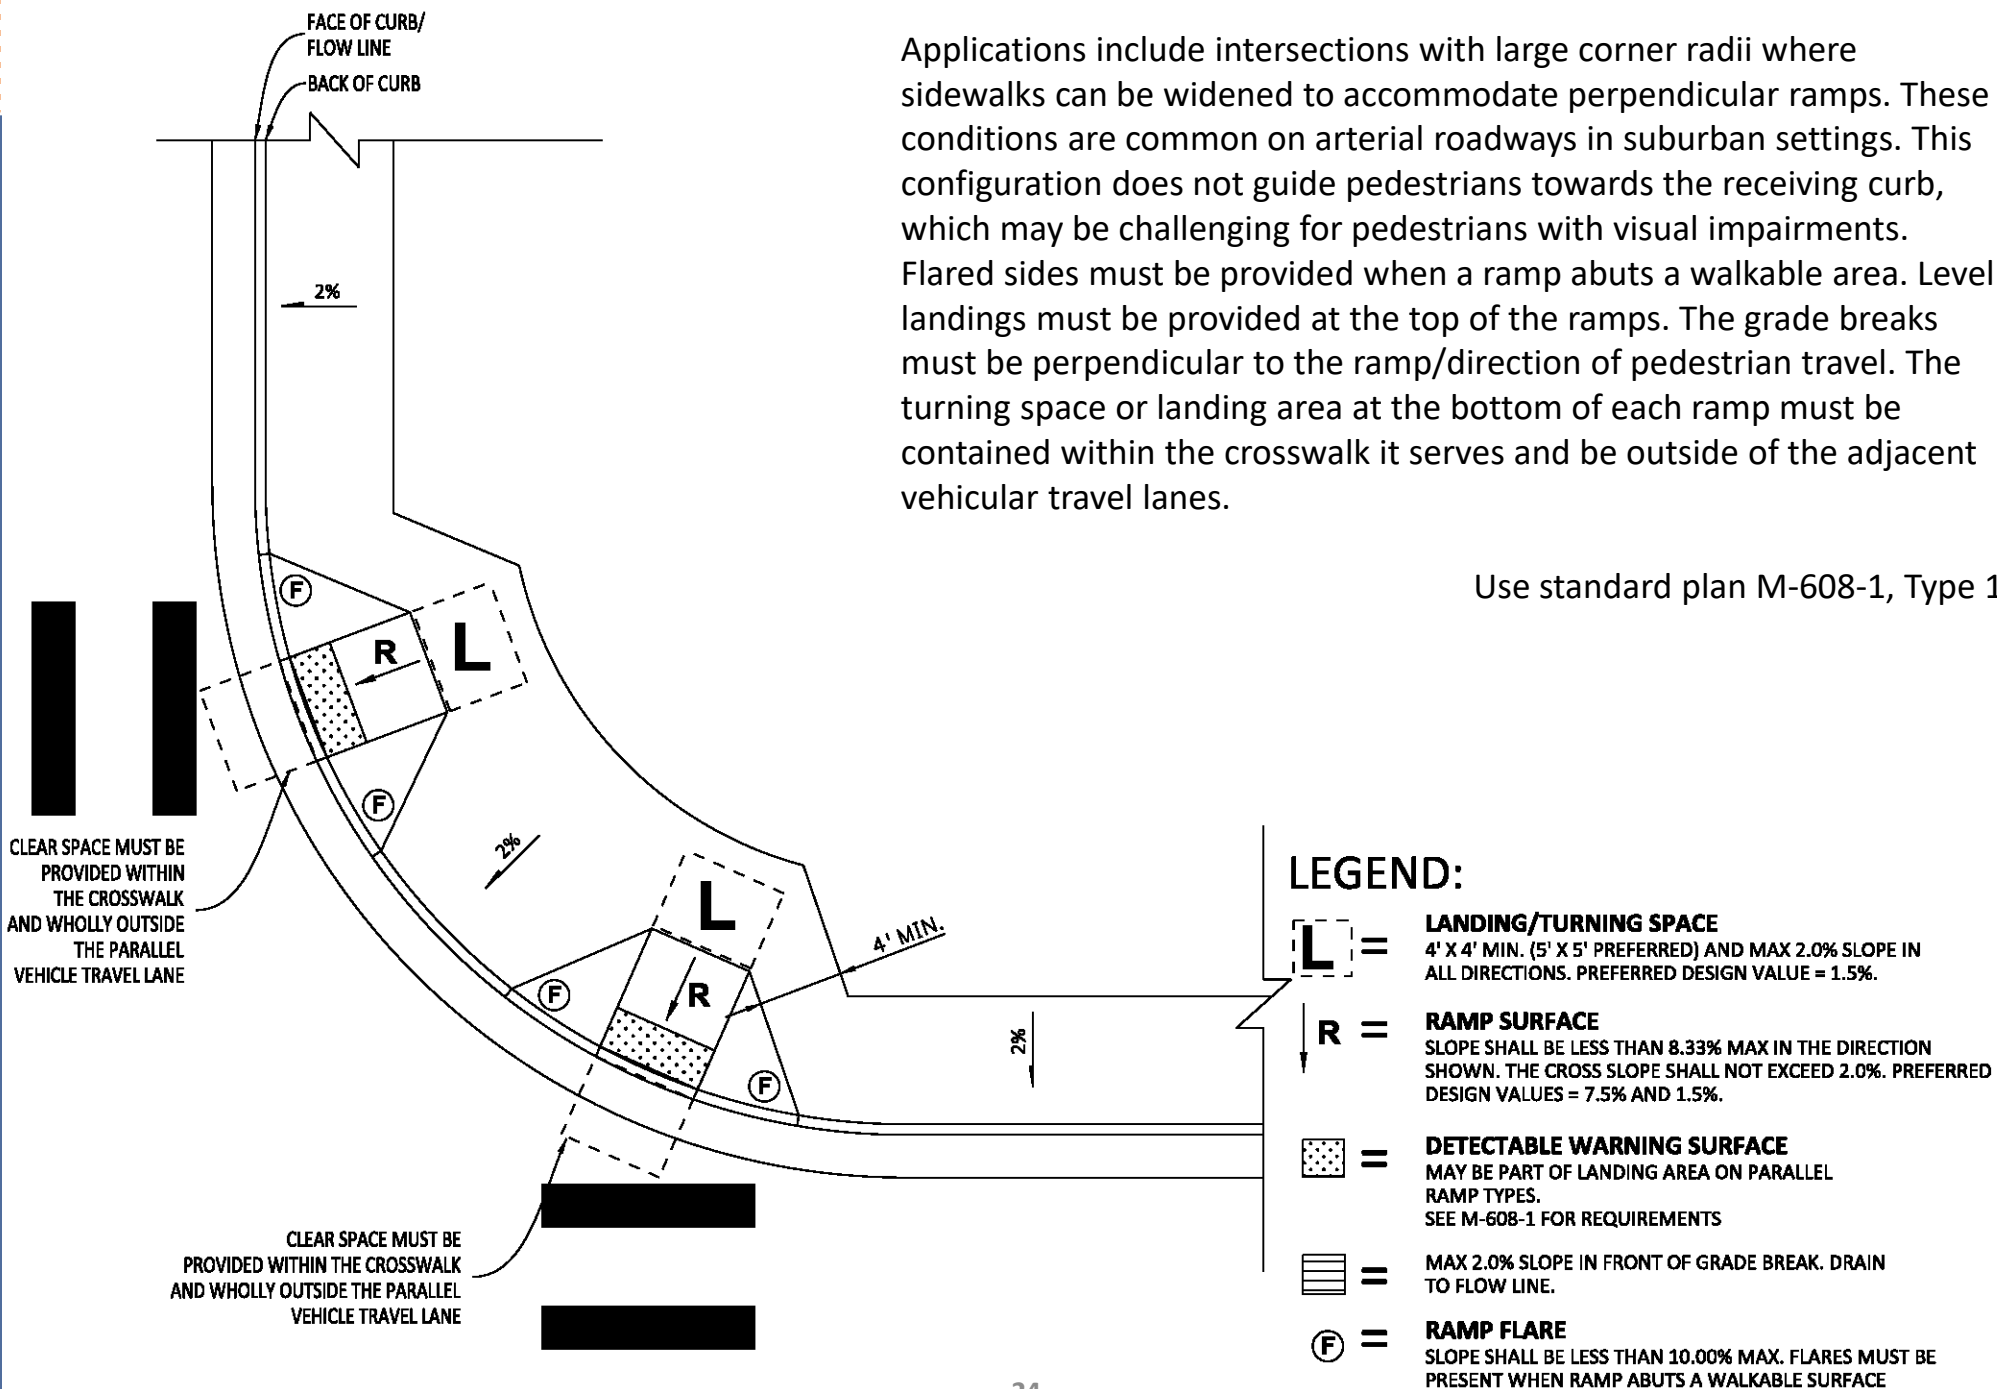 FACE OF CURB/
FLOW LINE
BACK OF CURB
Applications include intersections with large corner radii where
sidewalks can be widened to accommodate perpendicular ramps. These
conditions are common on arterial roadways in suburban settings. This
configuration does not guide pedestrians towards the receiving curb,
which may be challenging for pedestrians with visual impairments.
Flared sides must be provided when a ramp abuts a walkable area. Level
landings must be provided at the top of the ramps. The grade breaks
must be perpendicular to the ramp/direction of pedestrian travel. The
turning space or landing area at the bottom of each ramp must be
contained within the crosswalk it serves and be outside of the adjacent
vehicular travel lanes.
Use standard plan M-608-1, Type 1
2%
F
R
L
F
CLEAR SPACE MUST BE
PROVIDED WITHIN
THE CROSSWALK
AND WHOLLY OUTSIDE
THE PARALLEL
VEHICLE TRAVEL LANE
2%
L
4' MIN.
F
R
F
2%
CLEAR SPACE MUST BE
PROVIDED WITHIN THE CROSSWALK
AND WHOLLY OUTSIDE THE PARALLEL
VEHICLE TRAVEL LANE
LEGEND:
L = LANDING/TURNING SPACE
4' X 4' MIN. (5' X 5' PREFERRED) AND MAX 2.0% SLOPE IN
ALL DIRECTIONS. PREFERRED DESIGN VALUE = 1.5%.
R = RAMP SURFACE
SLOPE SHALL BE LESS THAN 8.33% MAX IN THE DIRECTION
SHOWN. THE CROSS SLOPE SHALL NOT EXCEED 2.0%. PREFERRED
DESIGN VALUES = 7.5% AND 1.5%.
= DETECTABLE WARNING SURFACE
MAY BE PART OF LANDING AREA ON PARALLEL
RAMP TYPES.
SEE M-608-1 FOR REQUIREMENTS
= MAX 2.0% SLOPE IN FRONT OF GRADE BREAK. DRAIN
TO FLOW LINE.
F = RAMP FLARE
SLOPE SHALL BE LESS THAN 10.00% MAX. FLARES MUST BE
PRESENT WHEN RAMP ABUTS A WALKABLE SURFACE